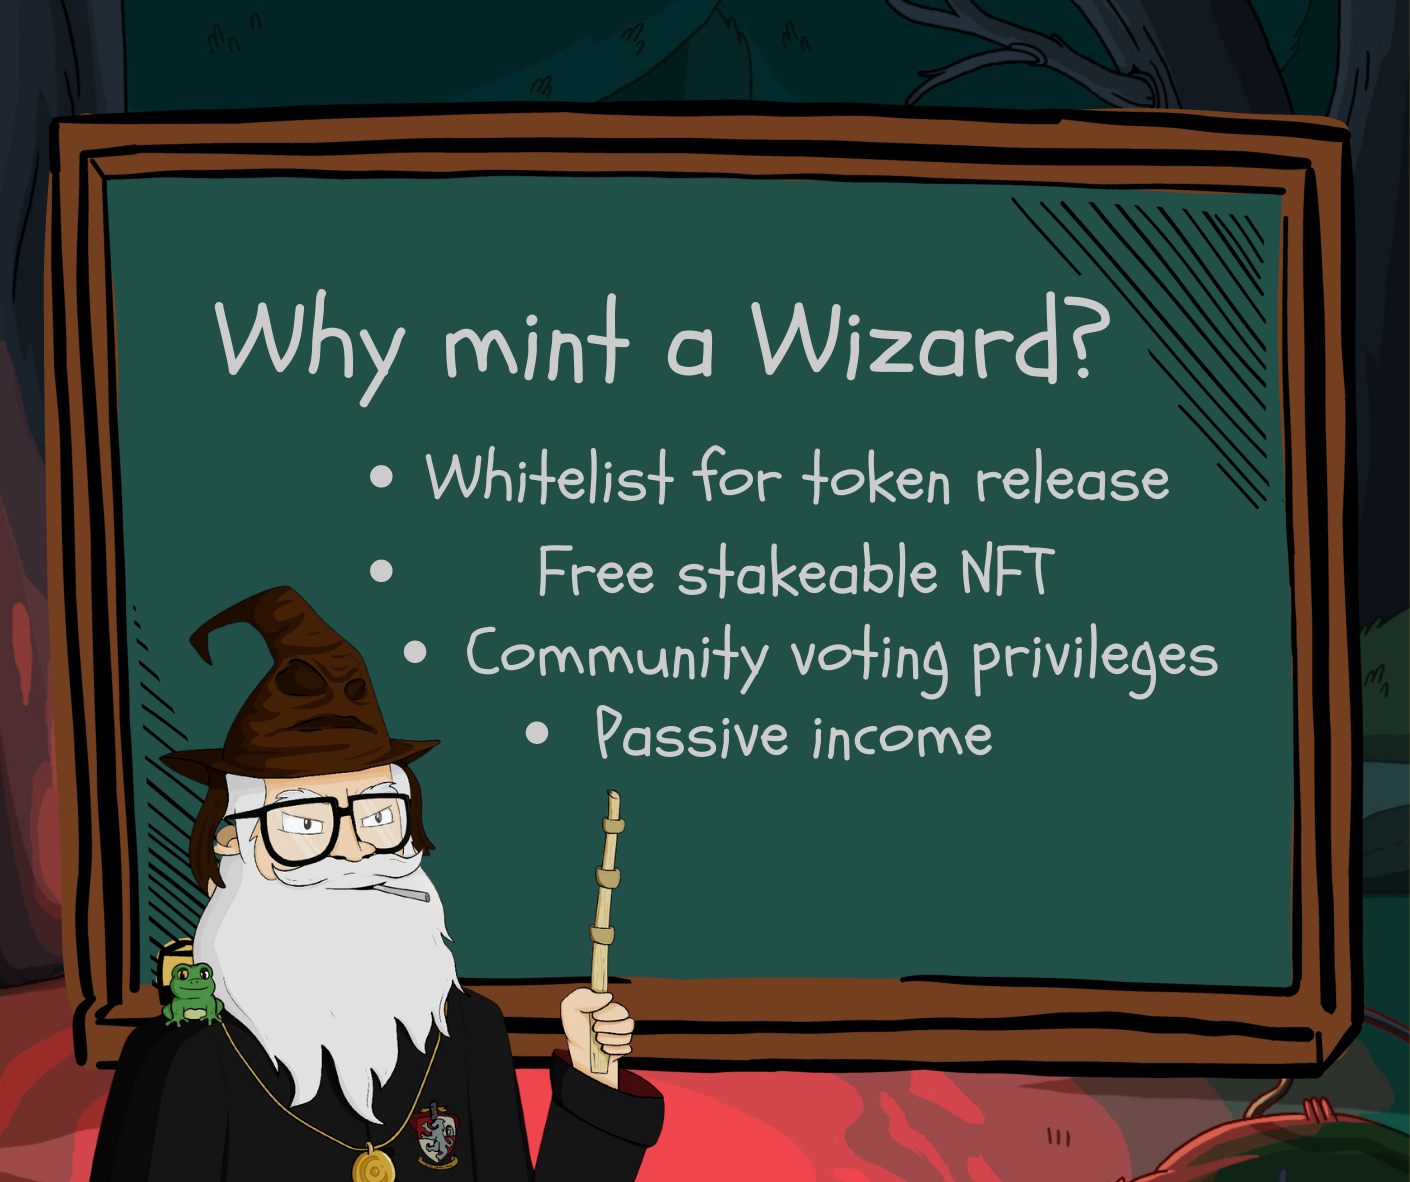 Why mint a Wizard?
• Whitelist for token release
• Free stakeable NFT
• Community voting privileges
• Passive income